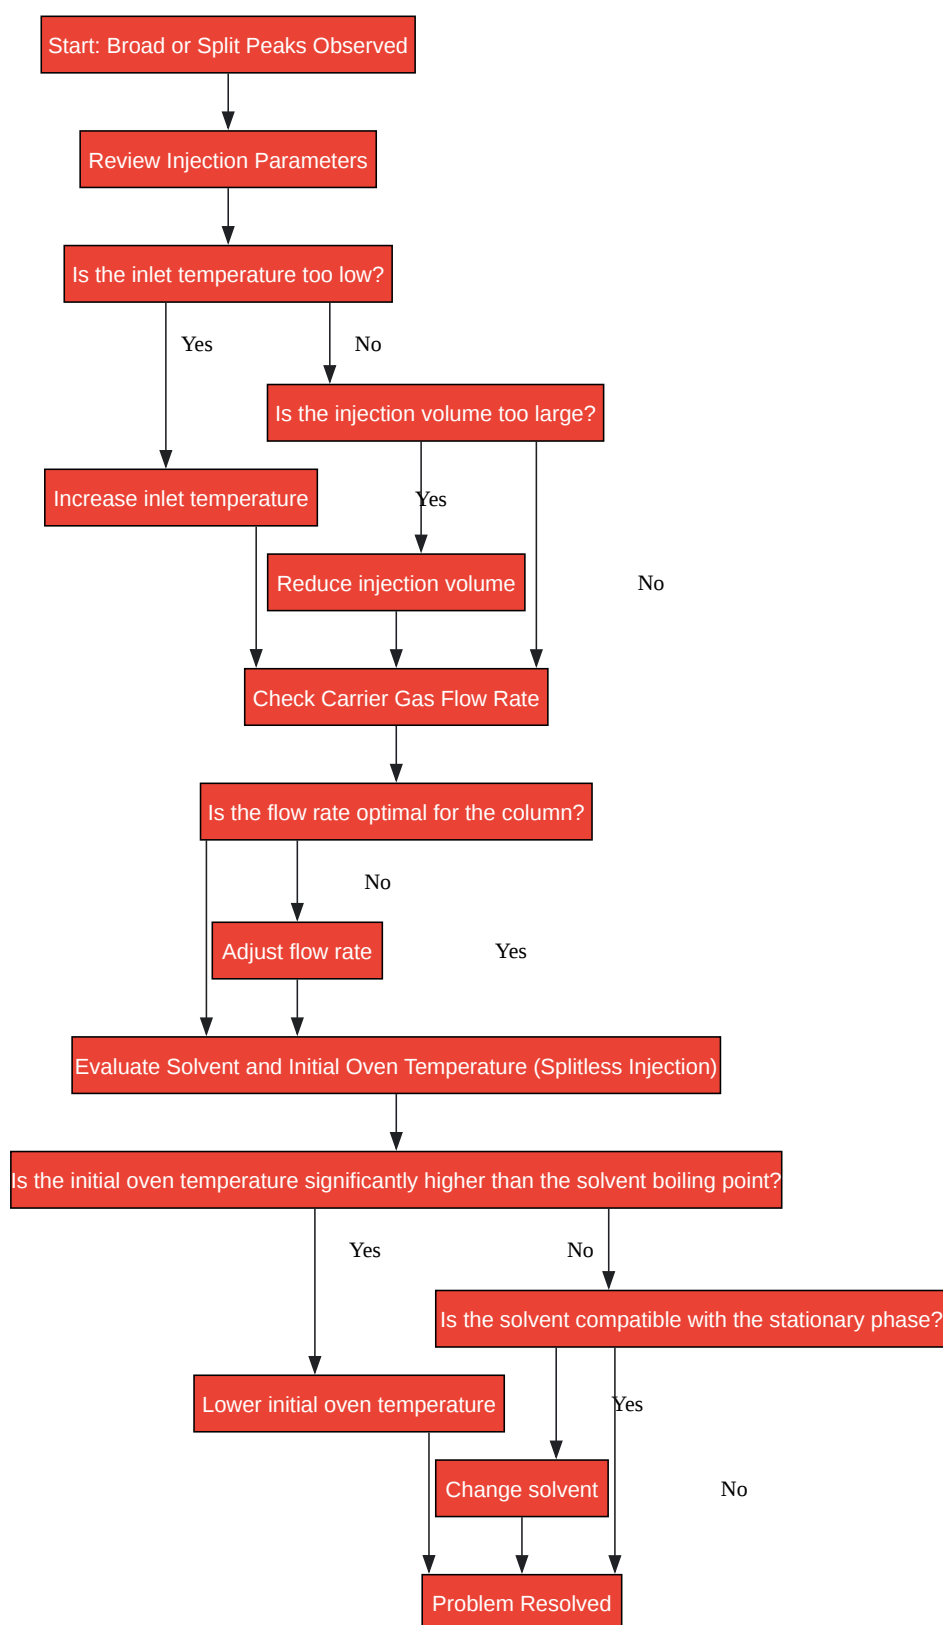 Start: Broad or Split Peaks Observed
Review Injection Parameters
Is the inlet temperature too low?
Yes
No
Is the injection volume too large?
Increase inlet temperature
Yes
Reduce injection volume
No
Check Carrier Gas Flow Rate
Is the flow rate optimal for the column?
No
Adjust flow rate
Yes
Evaluate Solvent and Initial Oven Temperature (Splitless Injection)
Is the initial oven temperature significantly higher than the solvent boiling point?
Yes
No
Is the solvent compatible with the stationary phase?
Lower initial oven temperature
Yes
Change solvent
No
Problem Resolved